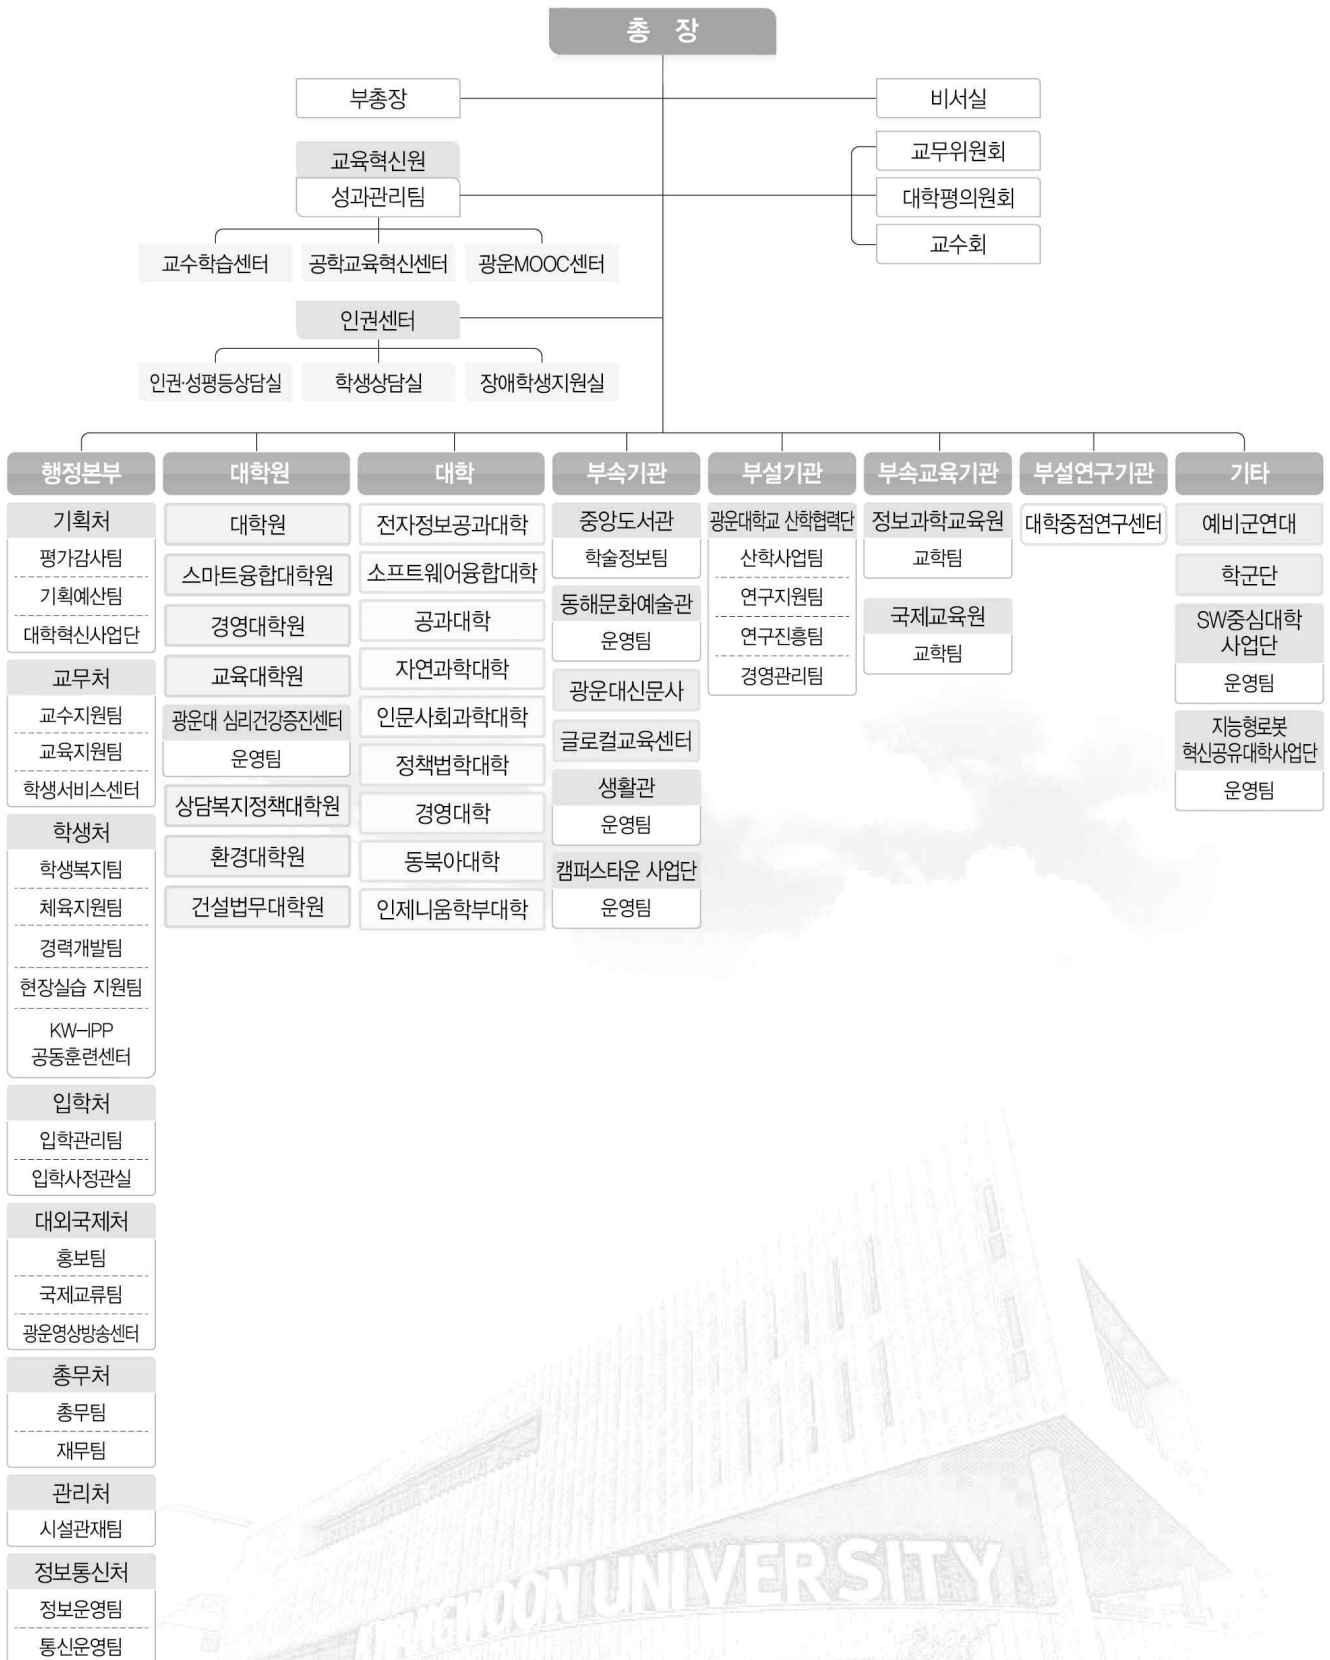 총 장
부총장
비서실
교육혁신원
성과관리팀
교무위원회
대학평의원회
교수회
교수학습센터
공학교육혁신센터
광운MOOC센터
인권센터
인권·성평등상담실
학생상담실
장애학생지원실
행정본부
기획처
평가감사팀
기획예산팀
대학혁신사업단
교무처
교수지원팀
교육지원팀
학생서비스센터
학생처
학생복지팀
체육지원팀
경력개발팀
현장실습 지원팀
KW-IPP
공동훈련센터
입학처
입학관리팀
입학사정관실
대외국제처
홍보팀
국제교류팀
광운영상방송센터
총무처
총무팀
재무팀
관리처
시설관재팀
정보통신처
정보운영팀
통신운영팀
대학원
대학원
스마트융합대학원
경영대학원
교육대학원
광운대 심리건강증진센터
운영팀
상담복지정책대학원
환경대학원
건설법무대학원
대학
전자정보공과대학
소프트웨어융합대학
공과대학
자연과학대학
인문사회과학대학
정책법학대학
경영대학
동북아대학
인제니움학부대학
부속기관
중앙도서관
학술정보팀
동해문화예술관
운영팀
광운대신문사
글로컬교육센터
생활관
운영팀
캠퍼스타운 사업단
운영팀
부설기관
광운대학교 산학협력단
산학사업팀
연구지원팀
연구진흥팀
경영관리팀
부속교육기관
정보과학교육원
교학팀
국제교육원
교학팀
부설연구기관
대학중점연구센터
기타
예비군연대
학군단
SW중심대학
사업단
운영팀
지능형로봇
혁신공유대학사업단
운영팀
KWANGWOON UNIVERSITY